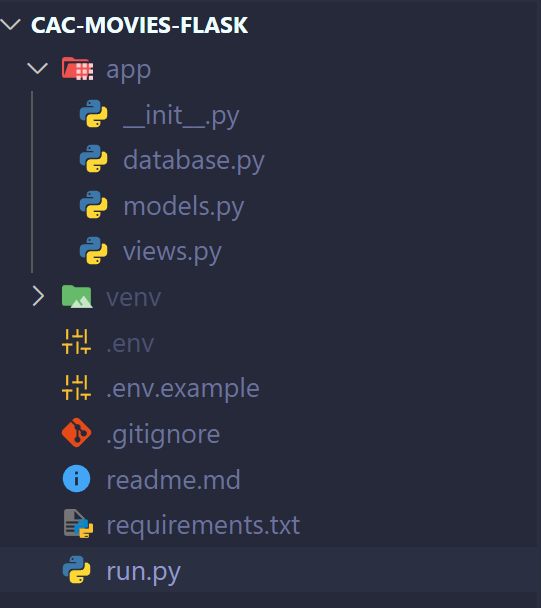 CAC-MOVIES-FLASK
app
__init__.py
database.py
models.py
views.py
venv
.env
.env.example
.gitignore
readme.md
requirements.txt
run.py